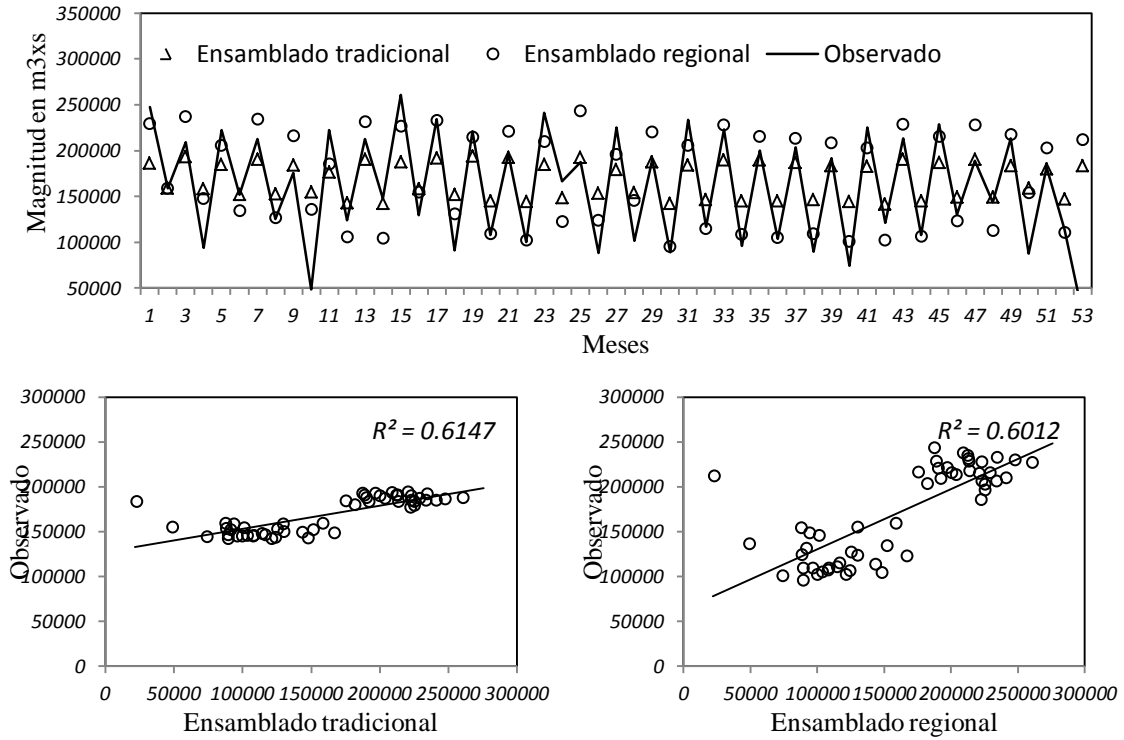 350000
300000
250000
200000
150000
100000
50000
Magnitud en m3xs
Ensamblado tradicional Ensamblado regional Observado
1 3 5 7 9 11 13 15 17 19 21 23 25 27 29 31 33 35 37 39 41 43 45 47 49 51 53
Meses
300000
250000
200000
150000
100000
50000
0
Observado
R² = 0.6147
0 50000 100000 150000 200000 250000 300000
Ensamblado tradicional
300000
250000
200000
150000
100000
50000
0
Observado
R² = 0.6012
0 50000 100000 150000 200000 250000 300000
Ensamblado regional